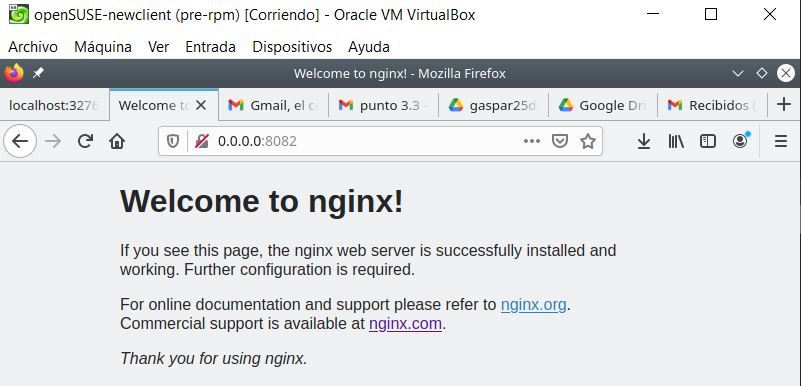 openSUSE-newclient (pre-rpm) [Corriendo] - Oracle VM VirtualBox
Archivo Máquina Ver Entrada Dispositivos Ayuda
Welcome to nginx! - Mozilla Firefox
localhost:3276 Welcome to Gmail, el co punto 3.3 - gaspar25d Google Dri Recibidos (
0.0.0.0:8082
Welcome to nginx!
If you see this page, the nginx web server is successfully installed and
working. Further configuration is required.
For online documentation and support please refer to nginx.org.
Commercial support is available at nginx.com.
Thank you for using nginx.